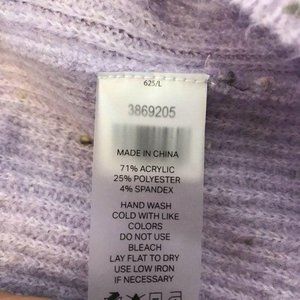 625/L
3869205
MADE IN CHINA
71% ACRYLIC
25% POLYESTER
4% SPANDEX
HAND WASH
COLD WITH LIKE
COLORS
DO NOT USE
BLEACH
LAY FLAT TO DRY
USE LOW IRON
IF NECESSARY